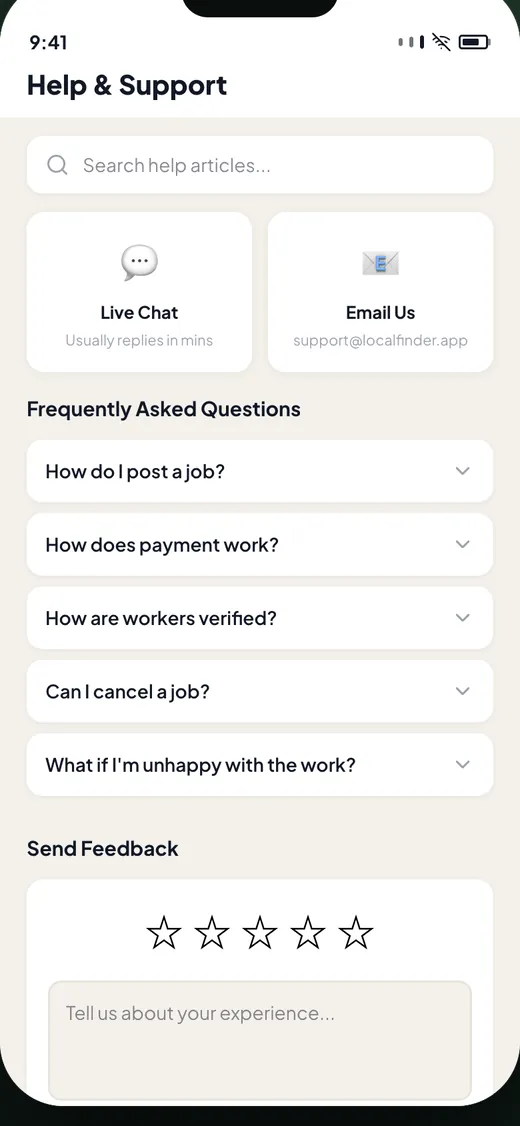 9:41
Help & Support
Search help articles...
Live Chat
Usually replies in mins
Email Us
support@localfinder.app
Frequently Asked Questions
How do I post a job?
How does payment work?
How are workers verified?
Can I cancel a job?
What if I'm unhappy with the work?
Send Feedback
Tell us about your experience...